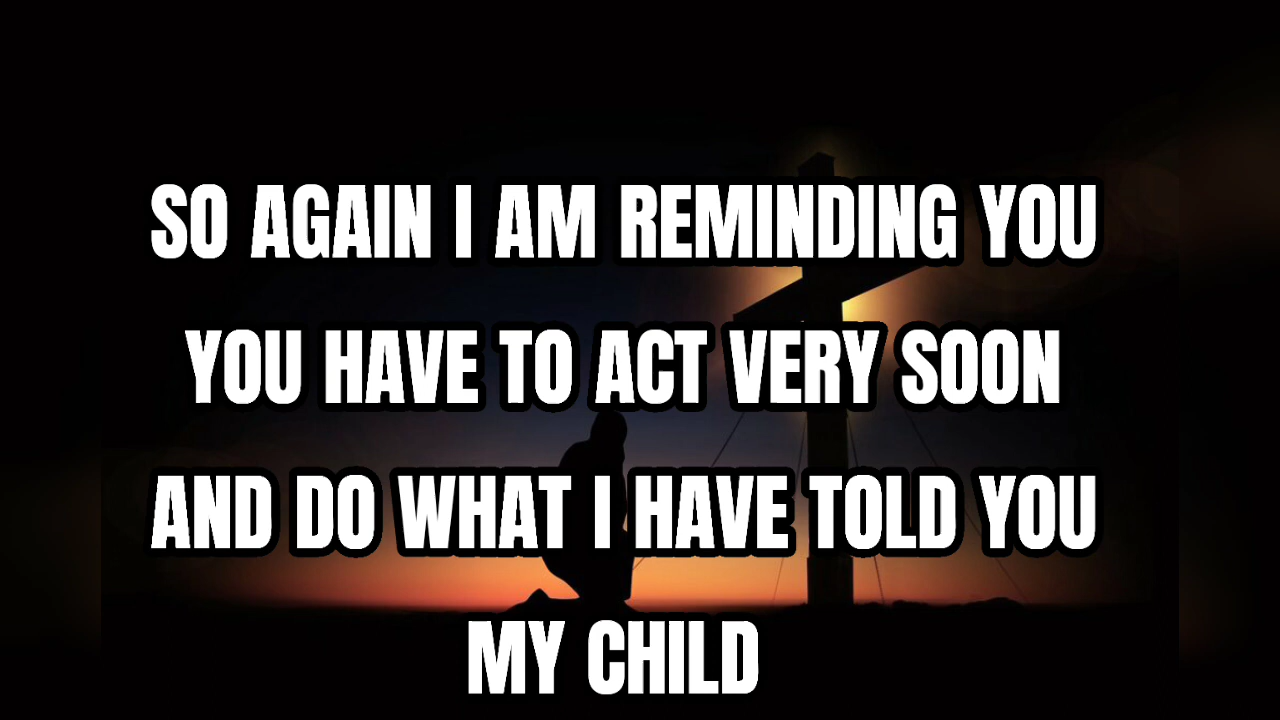 SO AGAIN I AM REMINDING YOU
YOU HAVE TO ACT VERY SOON
AND DO WHAT I HAVE TOLD YOU
MY CHILD